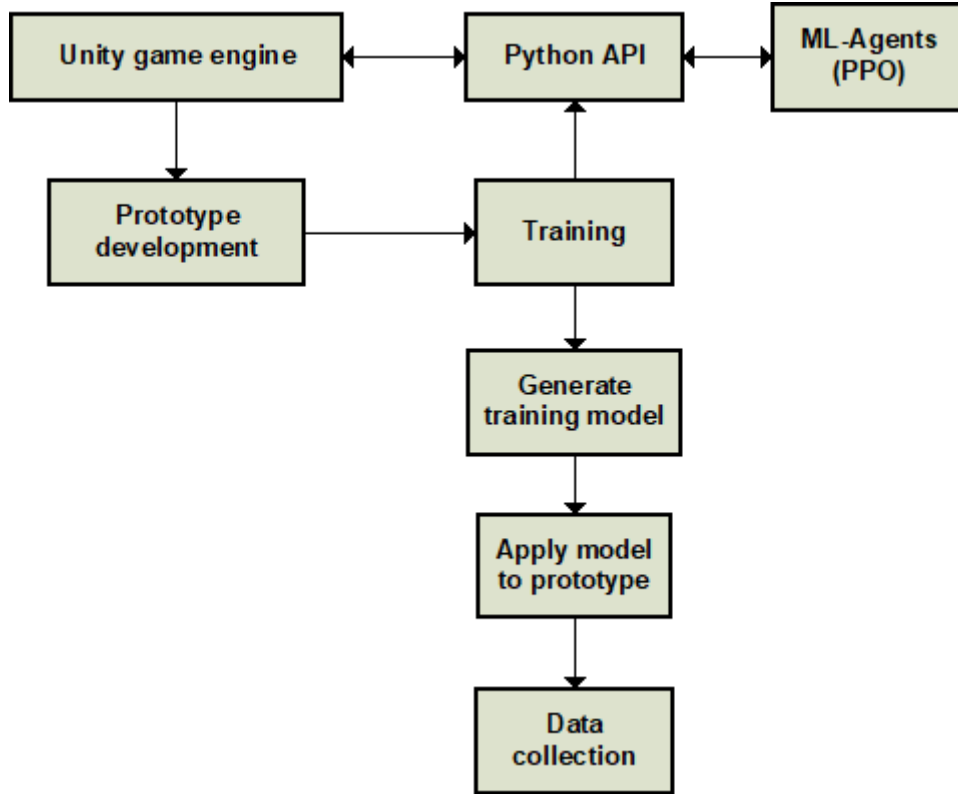 Unity game engine
Python API
ML-Agents
(PPO)
Prototype
development
Training
Generate
training model
Apply model
to prototype
Data
collection